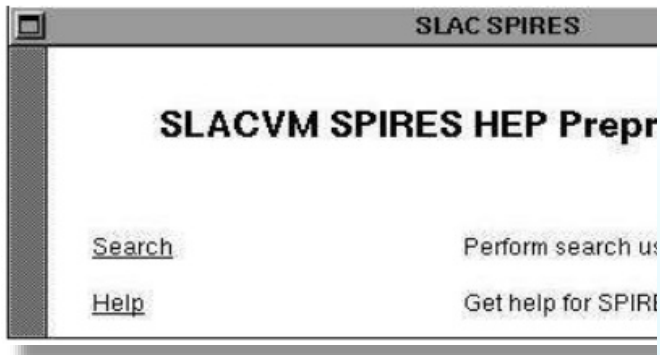 SLAC SPIRES
SLACVM SPIRES HEP Prepr
Search Perform search us
Help Get help for SPIRE